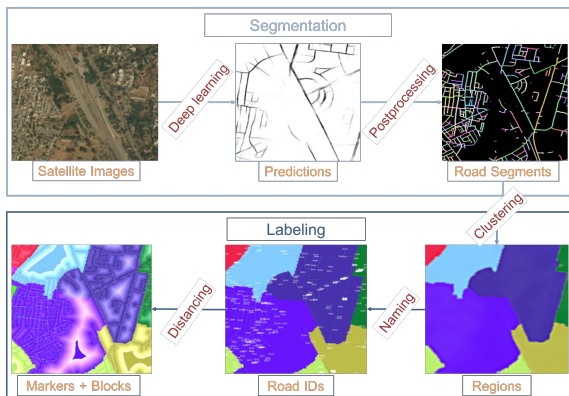 Segmentation
Deep learning
Postprocessing
Satellite Images
Predictions
Road Segments
Clustering
Labeling
Distancing
Naming
Markers + Blocks
Road IDs
Regions